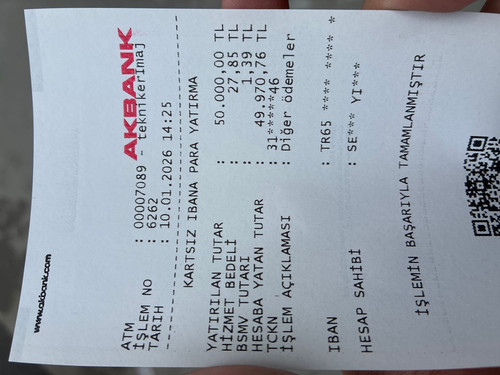 www.akbank.com
AKBANK
ATM : 00007089 - teknikerimaj
İŞLEM NO : 6262
TARİH : 10.01.2026 14:25
KARTSIZ IBANA PARA YATIRMA
YATIRILAN TUTAR : 50.000,00 TL
HİZMET BEDELİ : 27,85 TL
BSMV TUTARI : 1,39 TL
HESABA YATAN TUTAR : 49.970,76 TL
TCKN : 31*****46
İŞLEM AÇIKLAMASI : Diğer ödemeler
IBAN : TR65 **** **** *
HESAP SAHİBİ : SE*** YI***
İŞLEMİN BAŞARIYLA TAMAMLANMIŞTIR